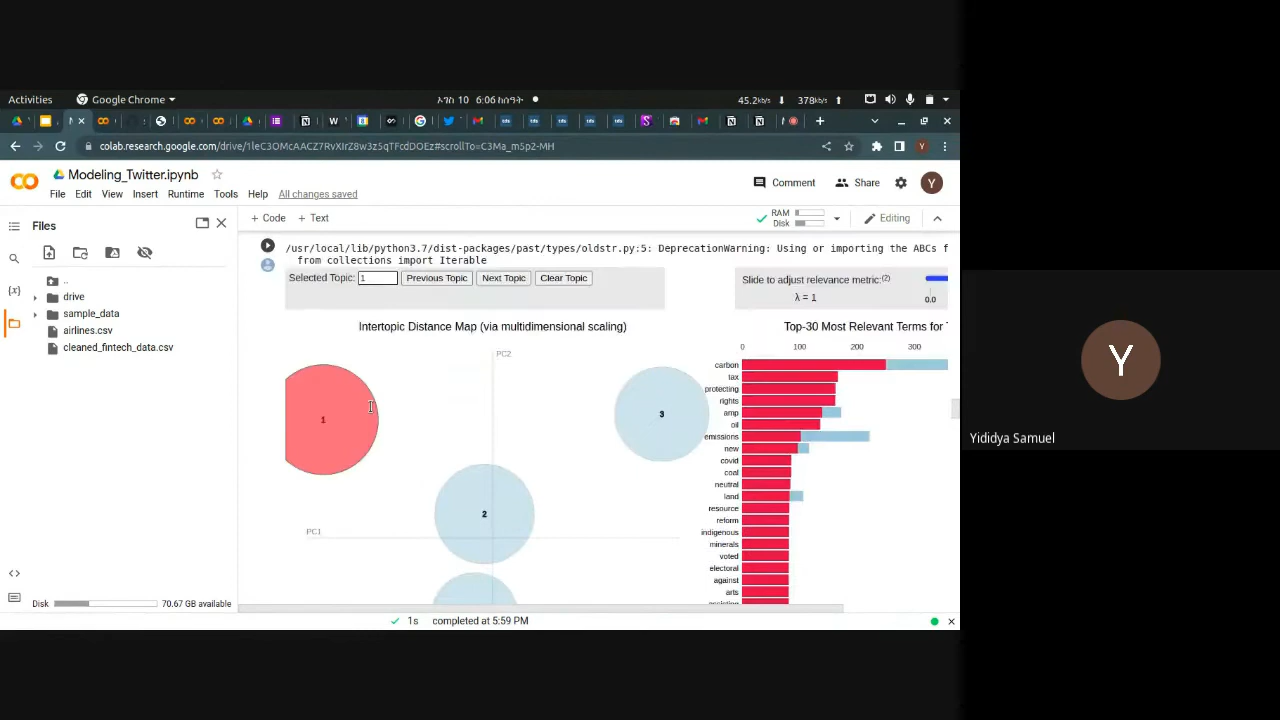 Activities
Google Chrome
ኦገስ 10 6:06 ከሰዓት
45.2kb/s
378kb/s
colab.research.google.com/drive/1leC3OMcAACZ7RvXIrZ8w3z5qTFcdDOEz#scrollTo=C3Ma_m5p2-MH
Modeling_Twitter.ipynb
File Edit View Insert Runtime Tools Help All changes saved
Comment
Share
Y
Files
+ Code + Text
RAM
Disk
Editing
..
drive
sample_data
airlines.csv
cleaned_fintech_data.csv
/usr/local/lib/python3.7/dist-packages/past/types/oldstr.py:5: DeprecationWarning: Using or importing the ABCs f
from collections import Iterable
Selected Topic: 1 Previous Topic Next Topic Clear Topic
Slide to adjust relevance metric:(2)
λ = 1
0.0
Intertopic Distance Map (via multidimensional scaling)
PC2
1
3
2
PC1
Top-30 Most Relevant Terms for
0 100 200 300
carbon
tax
protecting
rights
amp
oil
emissions
new
covid
coal
neutral
land
resource
reform
indigenous
minerals
voted
electoral
against
arts
Disk 70.67 GB available
1s completed at 5:59 PM
Y
Yididya Samuel